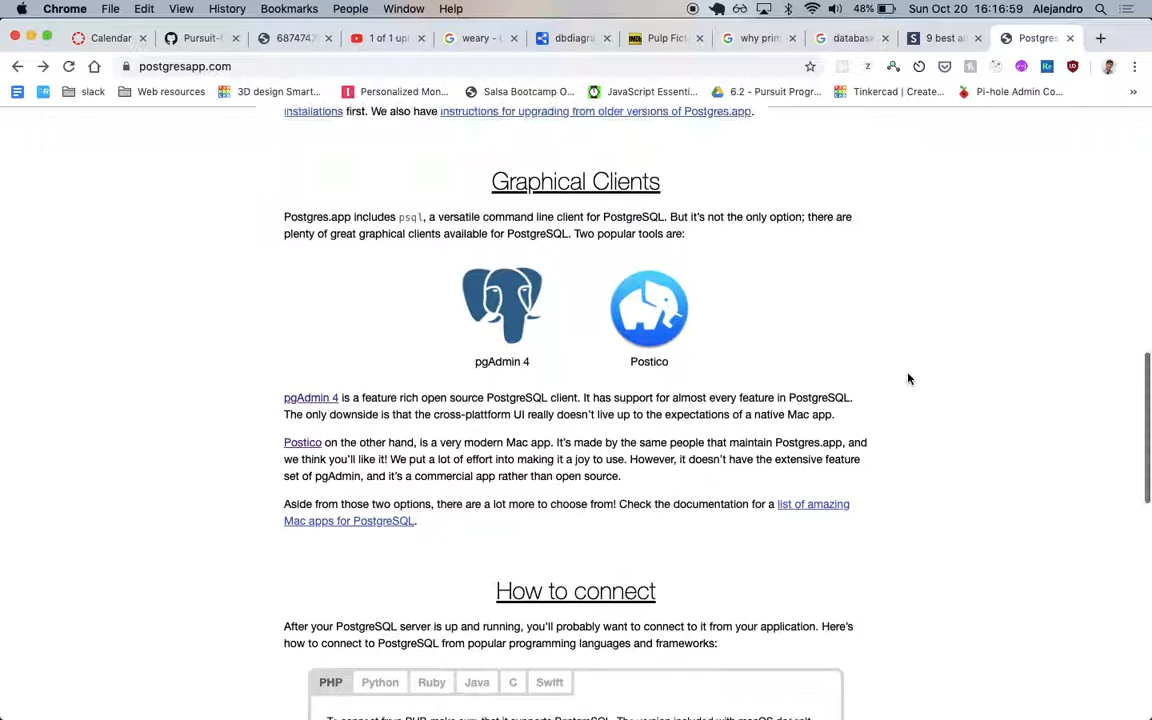 Chrome File Edit View History Bookmarks People Window Help 48% Sun Oct 20 16:16:59 Alejandro
Calendar Pursuit- 687474 1 of 1 up weary - dbdiagra Pulp Fic why prim database 9 best a Postgres
postgresapp.com
slack Web resources 3D design Smart... Personalized Mon... Salsa Bootcamp O... JavaScript Essenti... 6.2 - Pursuit Progr... Tinkercad | Create... Pi-hole Admin Co...
installations first. We also have instructions for upgrading from older versions of Postgres.app.
Graphical Clients
Postgres.app includes psql, a versatile command line client for PostgreSQL. But it's not the only option; there are
plenty of great graphical clients available for PostgreSQL. Two popular tools are:
pgAdmin 4 Postico
pgAdmin 4 is a feature rich open source PostgreSQL client. It has support for almost every feature in PostgreSQL.
The only downside is that the cross-plattform UI really doesn't live up to the expectations of a native Mac app.
Postico on the other hand, is a very modern Mac app. It's made by the same people that maintain Postgres.app, and
we think you'll like it! We put a lot of effort into making it a joy to use. However, it doesn't have the extensive feature
set of pgAdmin, and it's a commercial app rather than open source.
Aside from those two options, there are a lot more to choose from! Check the documentation for a list of amazing
Mac apps for PostgreSQL.
How to connect
After your PostgreSQL server is up and running, you'll probably want to connect to it from your application. Here's
how to connect to PostgreSQL from popular programming languages and frameworks:
PHP Python Ruby Java C Swift